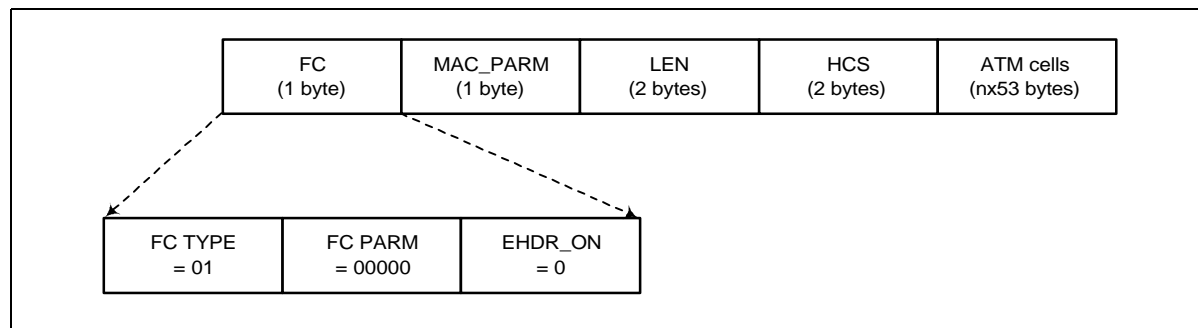 FC
(1 byte)
MAC_PARM
(1 byte)
LEN
(2 bytes)
HCS
(2 bytes)
ATM cells
(nx53 bytes)
FC TYPE
= 01
FC PARM
= 00000
EHDR_ON
= 0